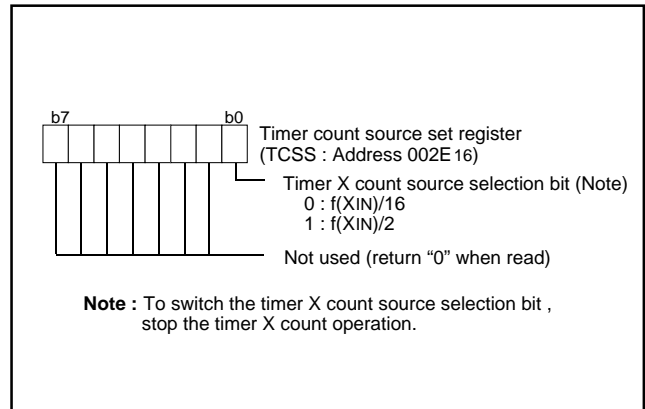 b7 b0
Timer count source set register
(TCSS : Address 002E16)
Timer X count source selection bit (Note)
0 : f(XIN)/16
1 : f(XIN)/2
Not used (return “0” when read)
Note : To switch the timer X count source selection bit ,
stop the timer X count operation.